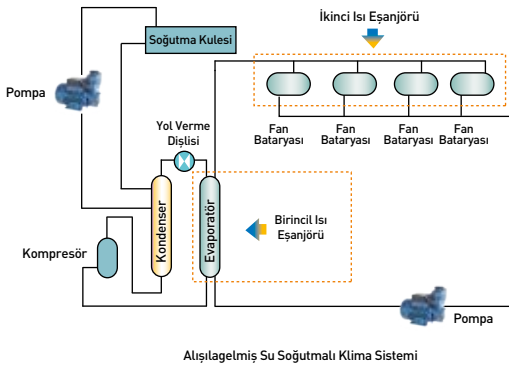 İkinci Isı Eşanjörü
Soğutma Kulesi
Pompa
Fan
Bataryası
Fan
Bataryası
Fan
Bataryası
Fan
Bataryası
Yol Verme
Dişlisi
Kondenser
Evaporatör
Birincil Isı
Eşanjörü
Kompresör
Pompa
Alışılagelmiş Su Soğutmalı Klima Sistemi